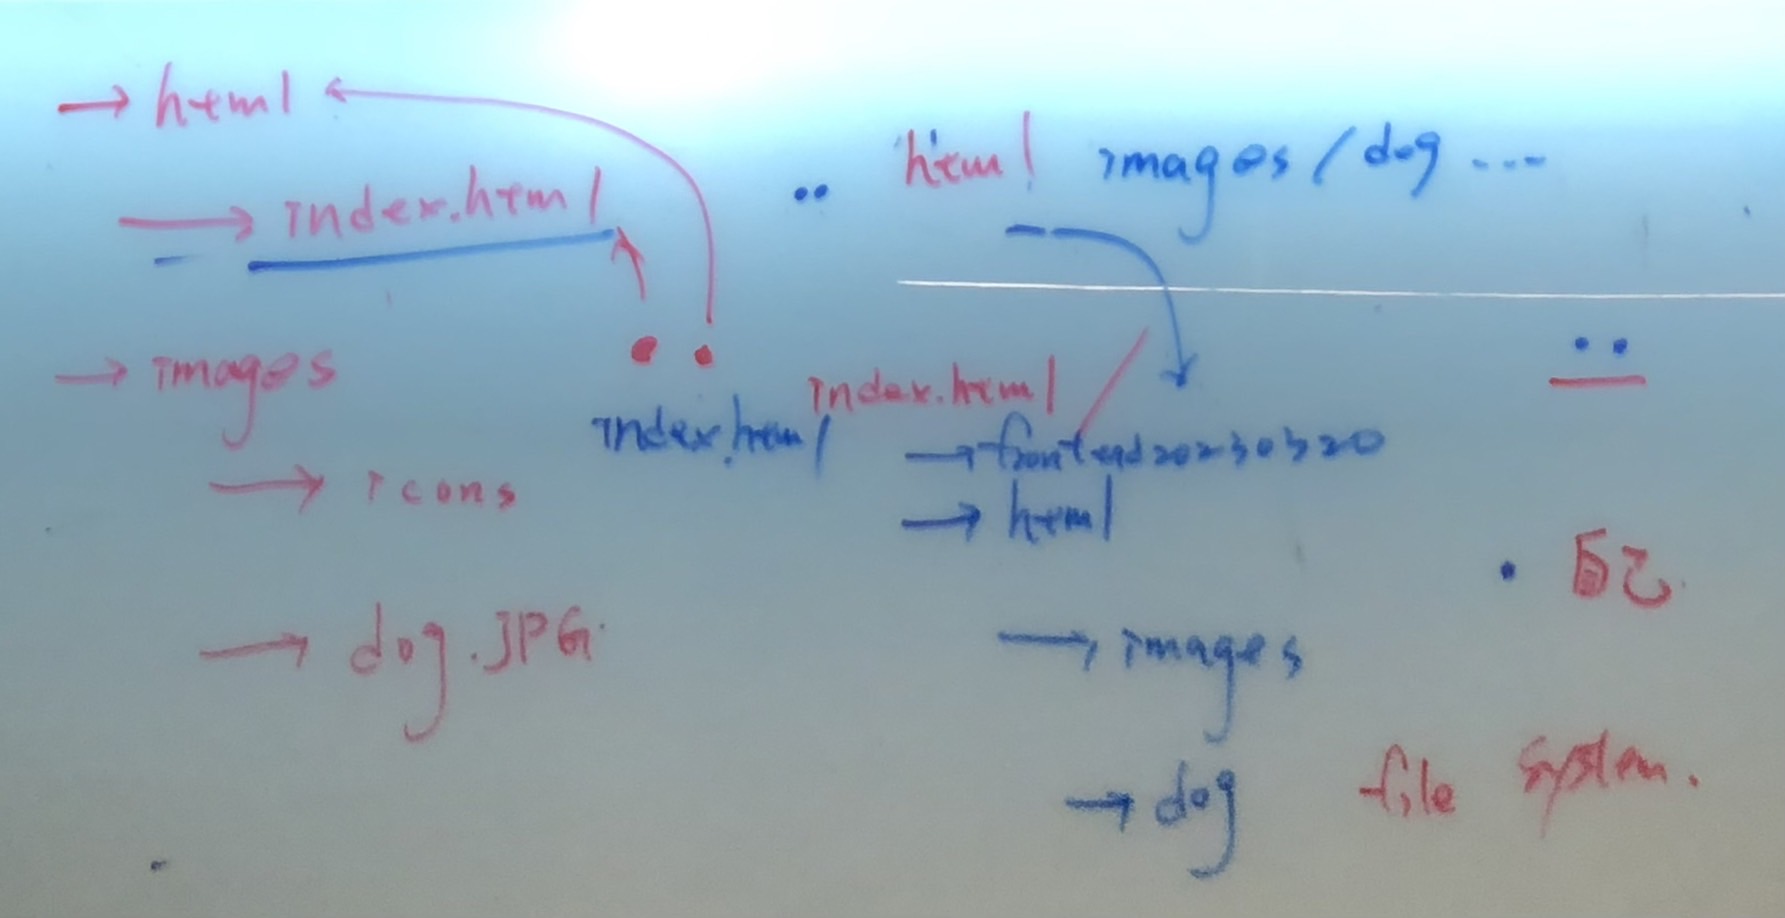 → html
→ index.html
→ images
→ icons
→ dog.JPG
.. html images/dog ...
index.html
index.html
→ frontend20230320
→ html
→ images
→ dog
..
. 自己
file system.